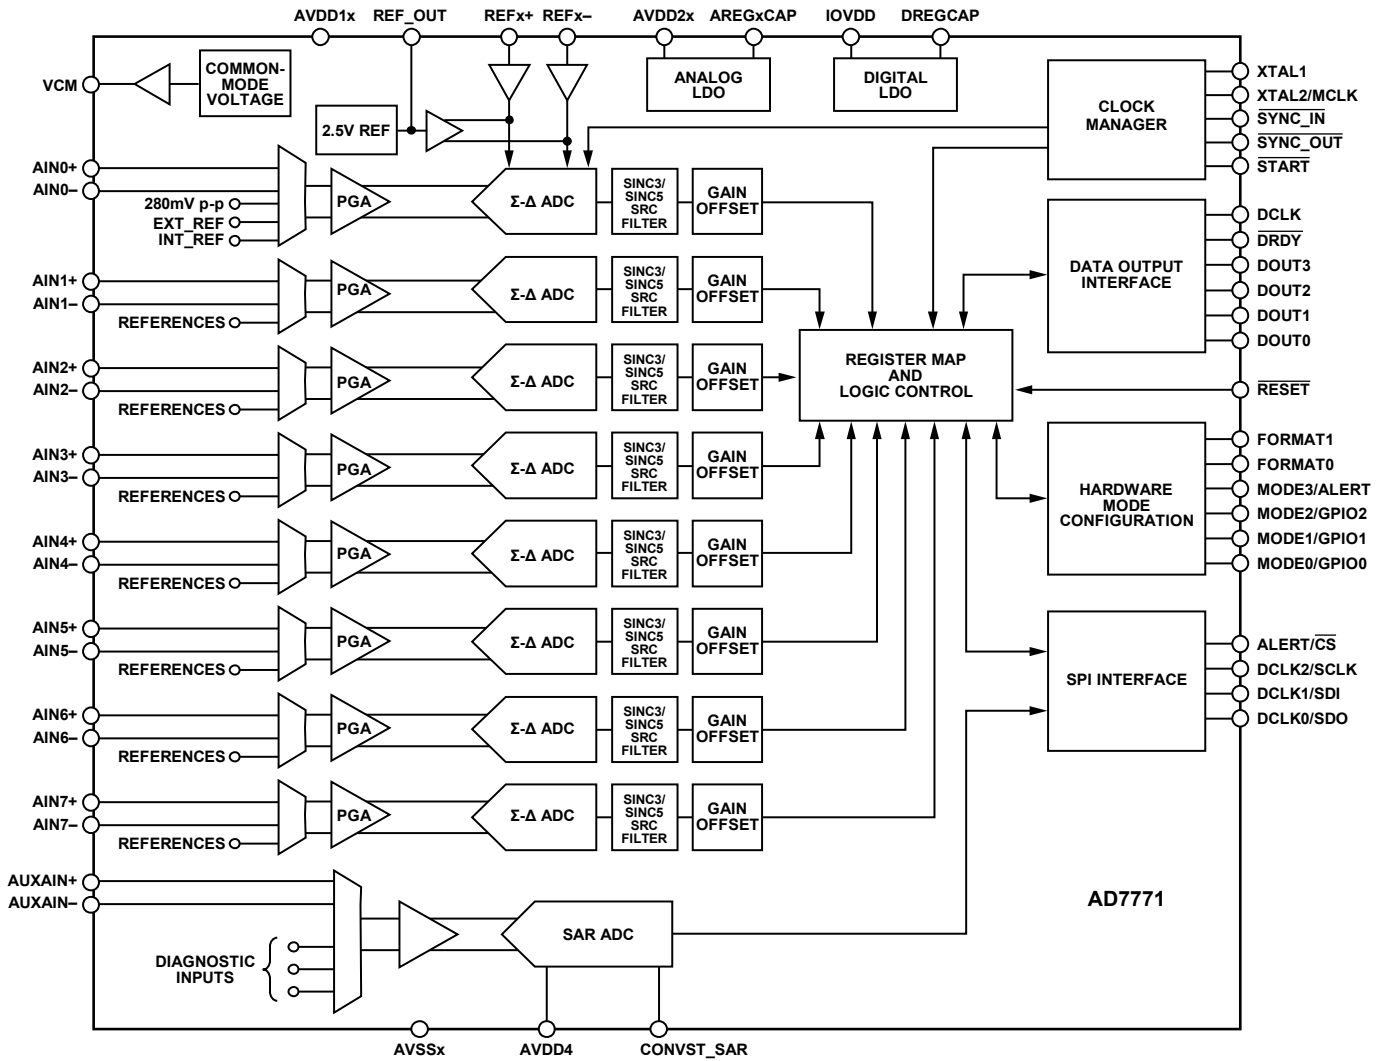 AVDD1x REF_OUT REFx+ REFx– AVDD2x AREGxCAP IOVDD DREGCAP
VCM
COMMON-
MODE
VOLTAGE
2.5V REF
ANALOG
LDO
DIGITAL
LDO
CLOCK
MANAGER
XTAL1
XTAL2/MCLK
SYNC_IN
SYNC_OUT
START
AIN0+
AIN0–
280mV p-p
EXT_REF
INT_REF
PGA
Σ-Δ ADC
SINC3/
SINC5
SRC
FILTER
GAIN
OFFSET
DATA OUTPUT
INTERFACE
DCLK
DRDY
DOUT3
DOUT2
DOUT1
DOUT0
AIN1+
AIN1–
REFERENCES
PGA
Σ-Δ ADC
SINC3/
SINC5
SRC
FILTER
GAIN
OFFSET
REGISTER MAP
AND
LOGIC CONTROL
RESET
AIN2+
AIN2–
REFERENCES
PGA
Σ-Δ ADC
SINC3/
SINC5
SRC
FILTER
GAIN
OFFSET
AIN3+
AIN3–
REFERENCES
PGA
Σ-Δ ADC
SINC3/
SINC5
SRC
FILTER
GAIN
OFFSET
HARDWARE
MODE
CONFIGURATION
FORMAT1
FORMAT0
MODE3/ALERT
MODE2/GPIO2
MODE1/GPIO1
MODE0/GPIO0
AIN4+
AIN4–
REFERENCES
PGA
Σ-Δ ADC
SINC3/
SINC5
SRC
FILTER
GAIN
OFFSET
AIN5+
AIN5–
REFERENCES
PGA
Σ-Δ ADC
SINC3/
SINC5
SRC
FILTER
GAIN
OFFSET
SPI INTERFACE
ALERT/CS
DCLK2/SCLK
DCLK1/SDI
DCLK0/SDO
AIN6+
AIN6–
REFERENCES
PGA
Σ-Δ ADC
SINC3/
SINC5
SRC
FILTER
GAIN
OFFSET
AIN7+
AIN7–
REFERENCES
PGA
Σ-Δ ADC
SINC3/
SINC5
SRC
FILTER
GAIN
OFFSET
AUXAIN+
AUXAIN–
DIAGNOSTIC
INPUTS
SAR ADC
AD7771
AVSSx AVDD4 CONVST_SAR